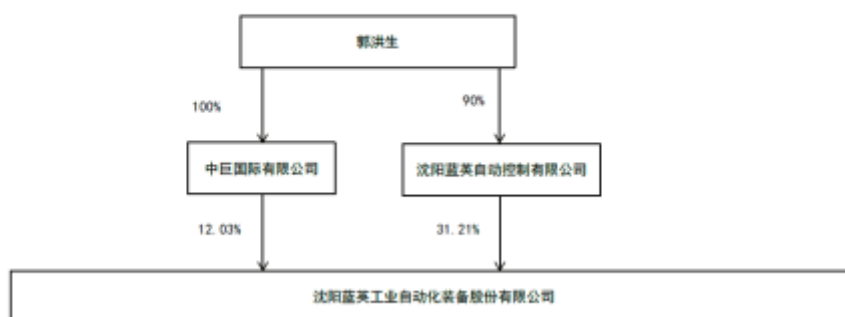 郭洪生
100%
90%
中巨国际有限公司
沈阳蓝英自动控制有限公司
12.03%
31.21%
沈阳蓝英工业自动化装备股份有限公司